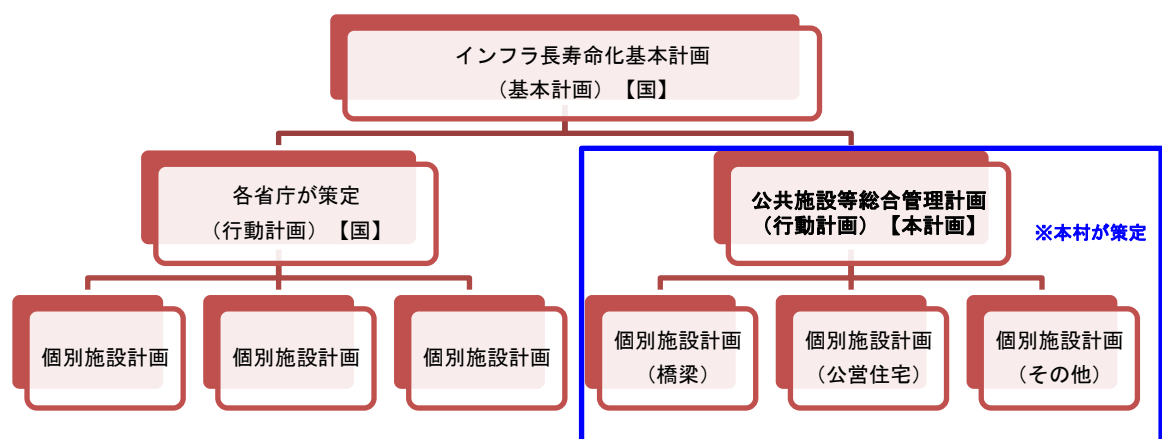 インフラ長寿命化基本計画
（基本計画）【国】
各省庁が策定
（行動計画）【国】
公共施設等総合管理計画
（行動計画）【本計画】
※本村が策定
個別施設計画
個別施設計画
個別施設計画
個別施設計画
（橋梁）
個別施設計画
（公営住宅）
個別施設計画
（その他）